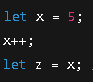 let x = 5;
x++;
let z = x;